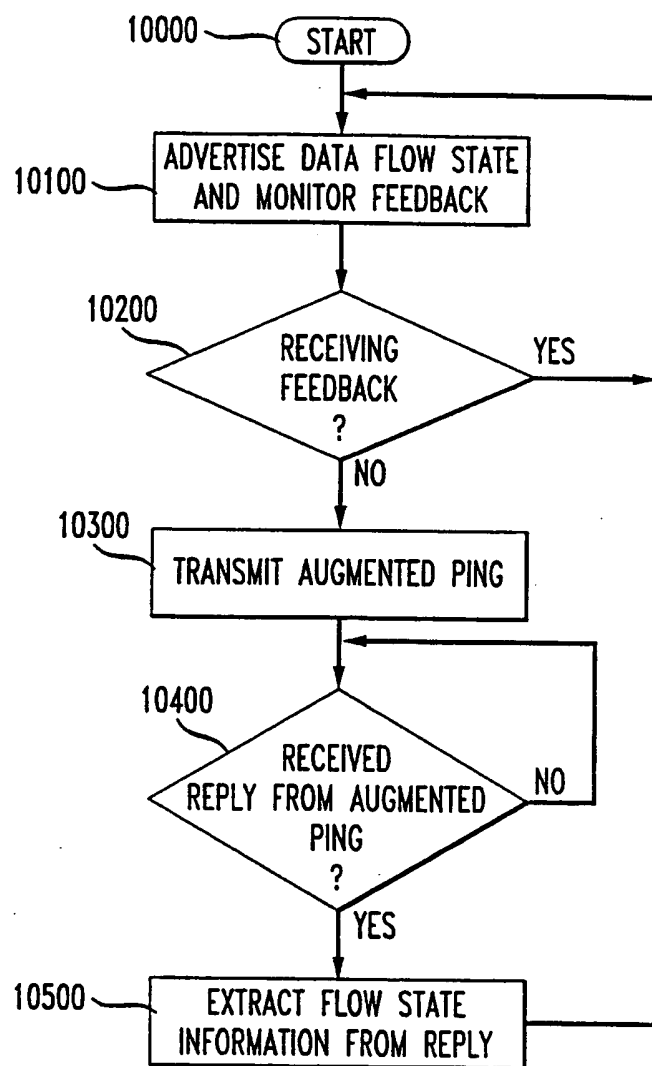 10000
START
10100
ADVERTISE DATA FLOW STATE
AND MONITOR FEEDBACK
10200
RECEIVING
FEEDBACK
?
YES
NO
10300
TRANSMIT AUGMENTED PING
10400
RECEIVED
REPLY FROM AUGMENTED
PING
?
NO
YES
10500
EXTRACT FLOW STATE
INFORMATION FROM REPLY